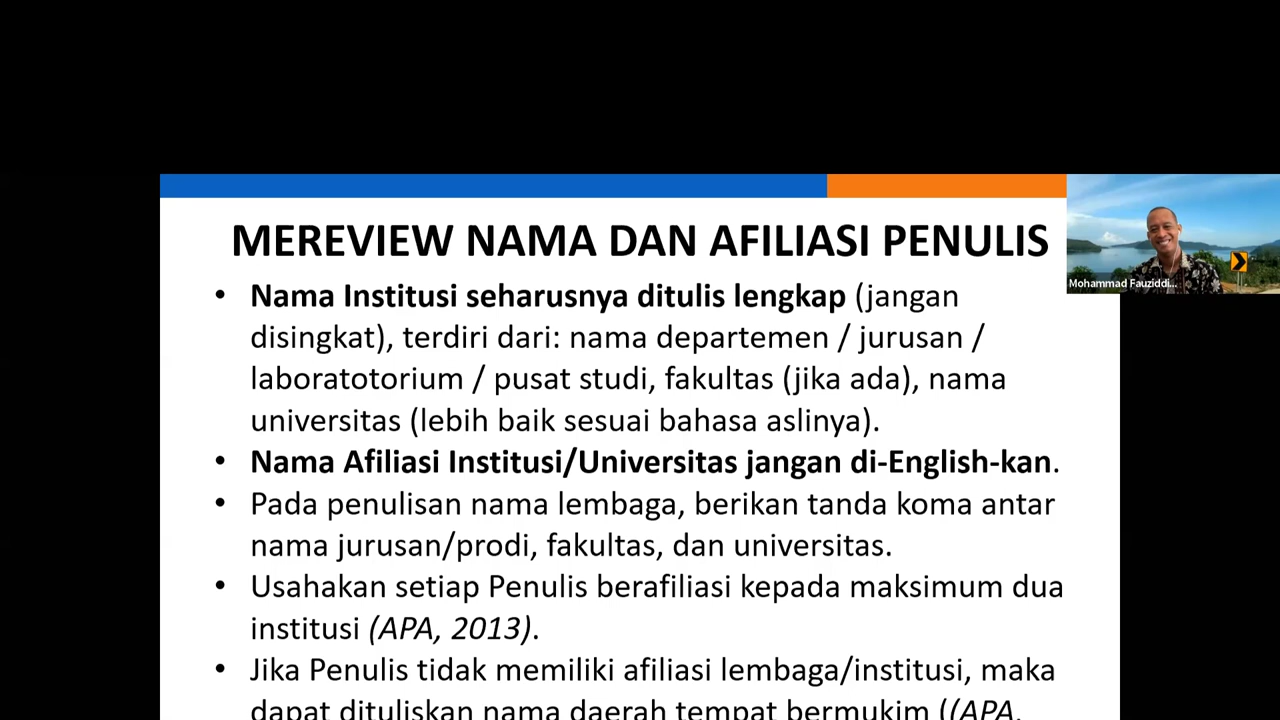 MEREVIEW NAMA DAN AFILIASI PENULIS
Mohammad Fauziddi...
• Nama Institusi seharusnya ditulis lengkap (jangan
disingkat), terdiri dari: nama departemen / jurusan /
laboratotorium / pusat studi, fakultas (jika ada), nama
universitas (lebih baik sesuai bahasa aslinya).
• Nama Afiliasi Institusi/Universitas jangan di-English-kan.
• Pada penulisan nama lembaga, berikan tanda koma antar
nama jurusan/prodi, fakultas, dan universitas.
• Usahakan setiap Penulis berafiliasi kepada maksimum dua
institusi (APA, 2013).
• Jika Penulis tidak memiliki afiliasi lembaga/institusi, maka
dapat dituliskan nama daerah tempat bermukim ((APA,